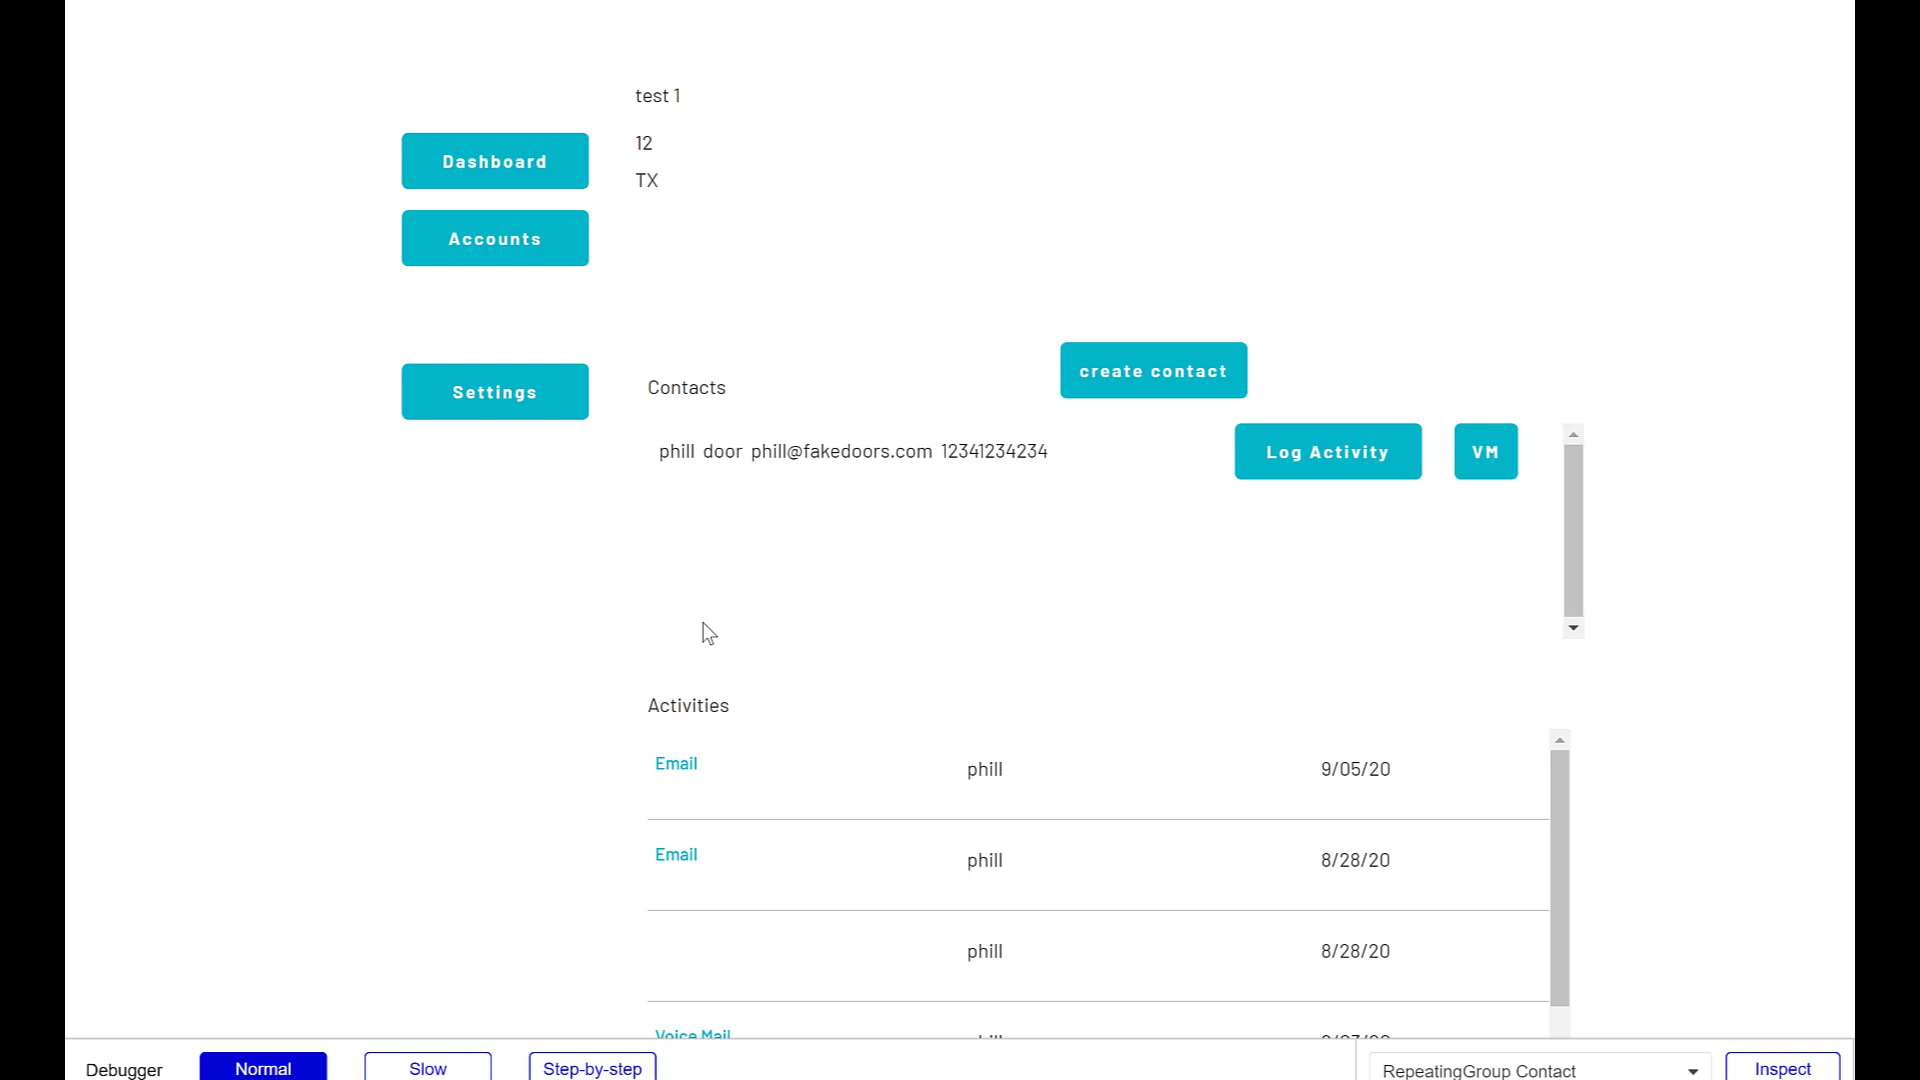 test 1
12
Dashboard
TX
Accounts
create contact
Contacts
Settings
phill door phill@fakedoors.com 12341234234
Log Activity
VM
Activities
Email phill 9/05/20
Email phill 8/28/20
phill 8/28/20
Voice Mail
Debugger
Normal
Slow
Step-by-step
RepeatingGroup Contact
Inspect